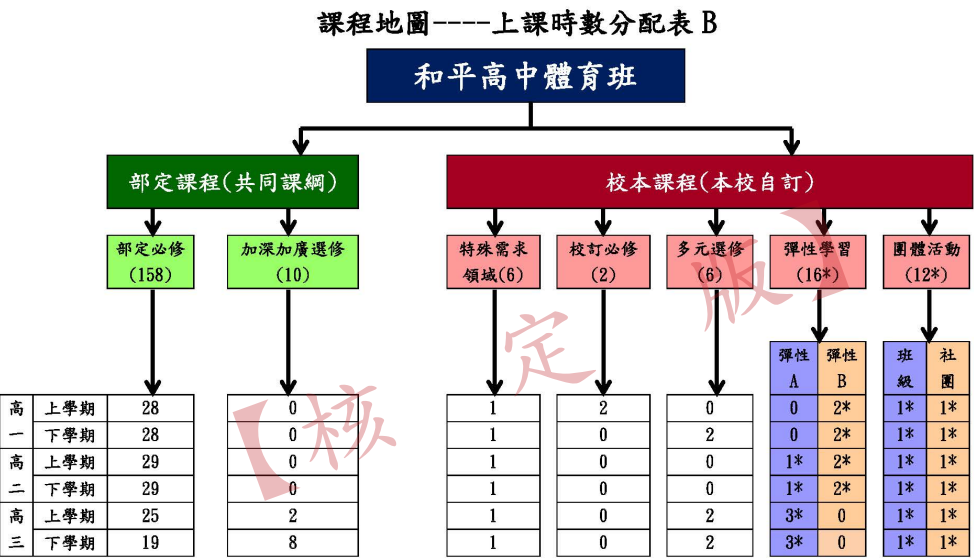 課程地圖----上課時數分配表 B
和平高中體育班
部定課程(共同課綱)
校本課程(本校自訂)
部定必修
(158)
加深加廣選修
(10)
特殊需求
領域(6)
校訂必修
(2)
多元選修
(6)
彈性學習
(16*)
團體活動
(12*)
彈性 彈性 班 社
A B 級 團
高 上學期 28 0 1 2 0 0 2* 1* 1*
一 下學期 28 0 1 0 2 0 2* 1* 1*
高 上學期 29 0 1 0 0 1* 2* 1* 1*
二 下學期 29 0 1 0 0 1* 2* 1* 1*
高 上學期 25 2 1 0 2 3* 0 1* 1*
三 下學期 19 8 1 0 2 3* 0 1* 1*
【核定版】